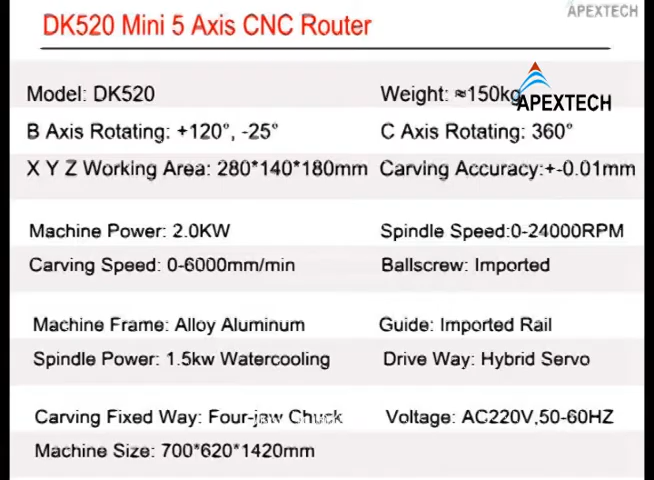 APEXTECH
DK520 Mini 5 Axis CNC Router
Model: DK520
Weight: ≈150kg
APEXTECH
B Axis Rotating: +120°, -25°
C Axis Rotating: 360°
X Y Z Working Area: 280*140*180mm
Carving Accuracy:+-0.01mm
Machine Power: 2.0KW
Spindle Speed:0-24000RPM
Carving Speed: 0-6000mm/min
Ballscrew: Imported
Machine Frame: Alloy Aluminum
Guide: Imported Rail
Spindle Power: 1.5kw Watercooling
Drive Way: Hybrid Servo
Carving Fixed Way: Four-jaw Chuck
Voltage: AC220V,50-60HZ
Machine Size: 700*620*1420mm